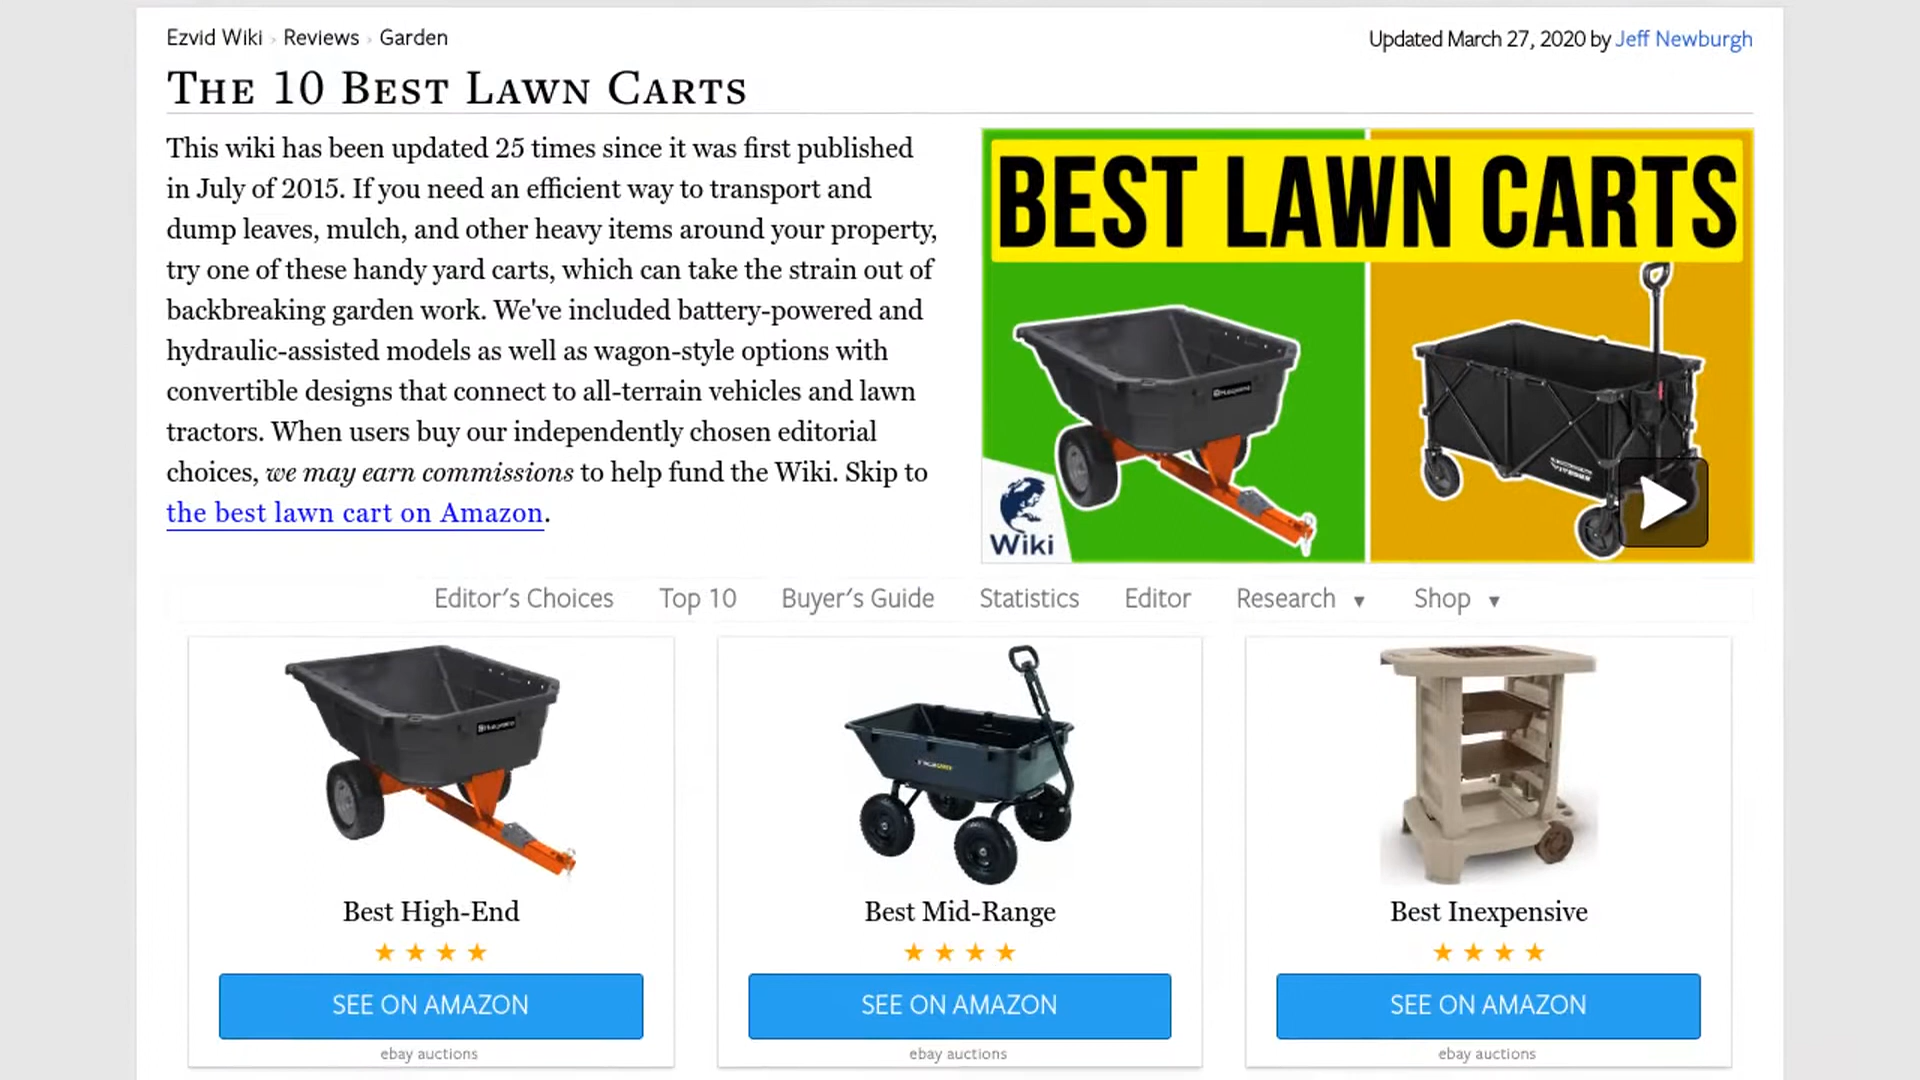 Ezvid Wiki › Reviews › Garden
Updated March 27, 2020 by Jeff Newburgh
The 10 Best Lawn Carts
This wiki has been updated 25 times since it was first published
in July of 2015. If you need an efficient way to transport and
dump leaves, mulch, and other heavy items around your property,
try one of these handy yard carts, which can take the strain out of
backbreaking garden work. We've included battery-powered and
hydraulic-assisted models as well as wagon-style options with
convertible designs that connect to all-terrain vehicles and lawn
tractors. When users buy our independently chosen editorial
choices, we may earn commissions to help fund the Wiki. Skip to
the best lawn cart on Amazon.
BEST LAWN CARTS
Husqvarna
Wiki
Editor's Choices Top 10 Buyer's Guide Statistics Editor Research ▼ Shop ▼
Husqvarna
Best High-End
★★★★
SEE ON AMAZON
ebay auctions
Best Mid-Range
★★★★
SEE ON AMAZON
ebay auctions
Best Inexpensive
★★★★
SEE ON AMAZON
ebay auctions